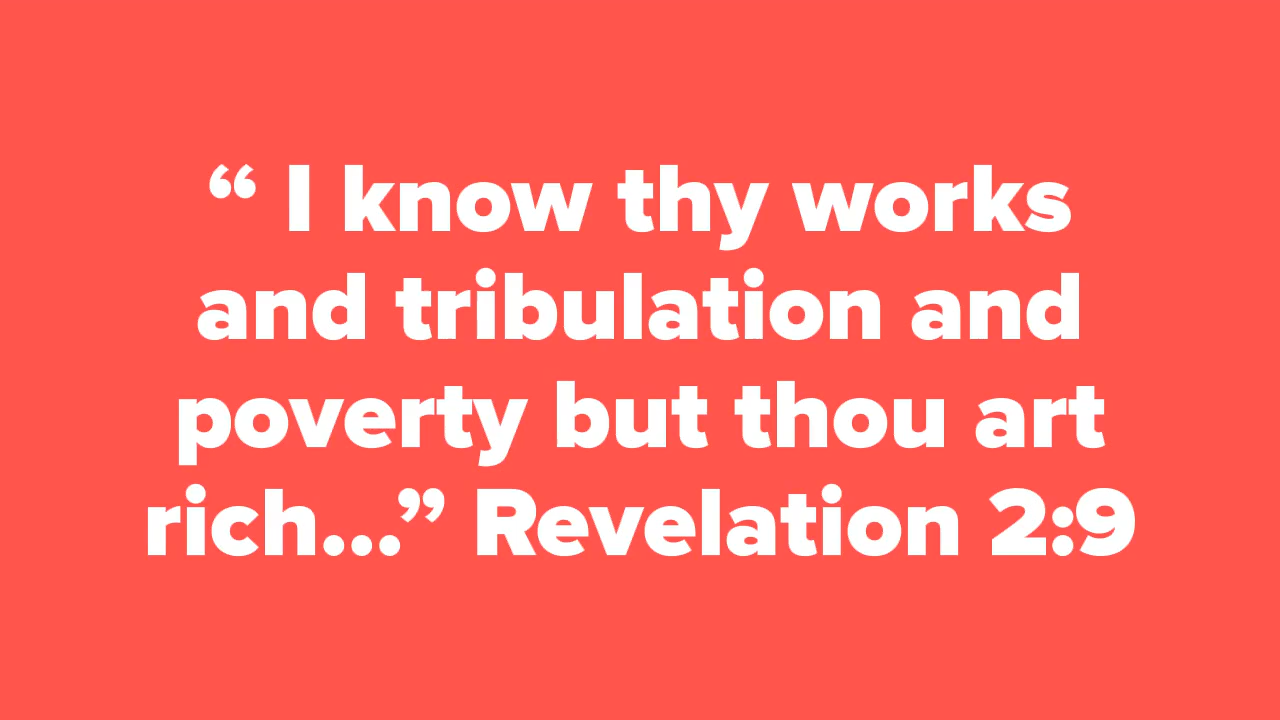 “ I know thy works
and tribulation and
poverty but thou art
rich...” Revelation 2:9